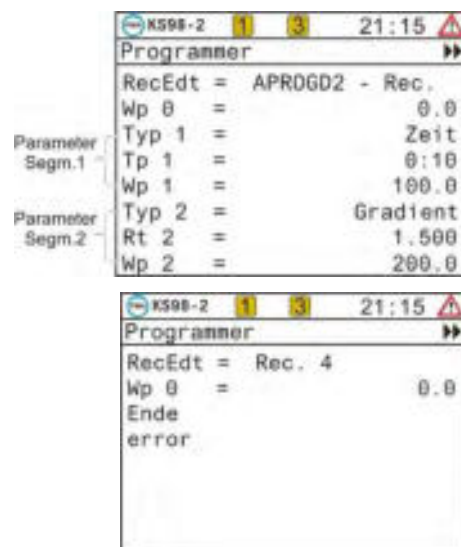 KS98-2 1 3 21:15
Programmer
RecEdt = APROGD2 - Rec.
Wp 0 = 0.0
Parameter Segm.1
Typ 1 = Zeit
Tp 1 = 0:10
Wp 1 = 100.0
Parameter Segm.2
Typ 2 = Gradient
Rt 2 = 1.500
Wp 2 = 200.0
KS98-2 1 3 21:15
Programmer
RecEdt = Rec. 4
Wp 0 = 0.0
Ende
error